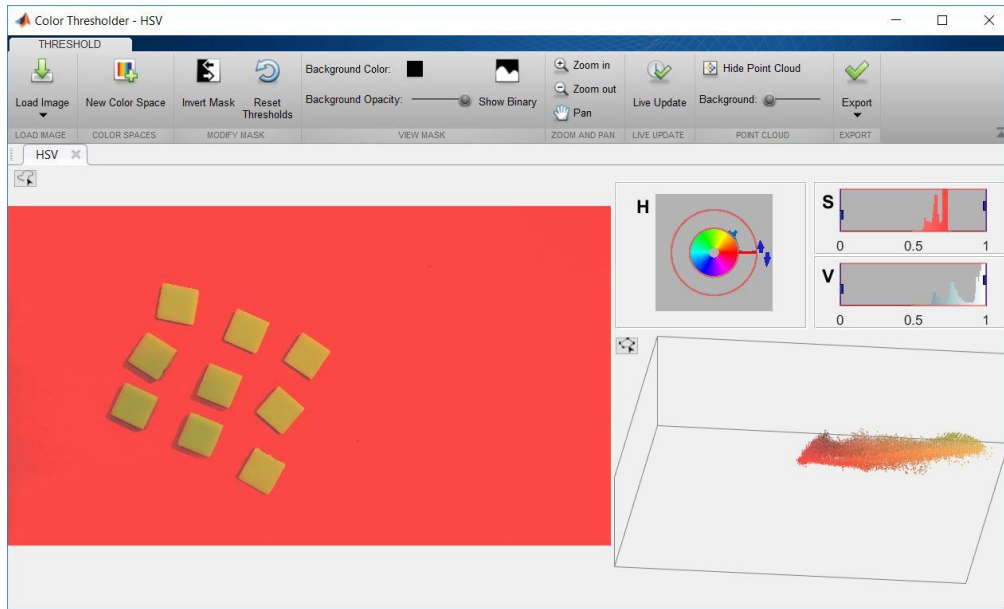 Color Thresholder - HSV
THRESHOLD
Load Image
New Color Space
Invert Mask
Reset Thresholds
Background Color:
Background Opacity:
Show Binary
Zoom in
Zoom out
Pan
Live Update
Hide Point Cloud
Background:
Export
LOAD IMAGE
COLOR SPACES
MODIFY MASK
VIEW MASK
ZOOM AND PAN
LIVE UPDATE
POINT CLOUD
EXPORT
HSV
H
S
0 0.5 1
V
0 0.5 1